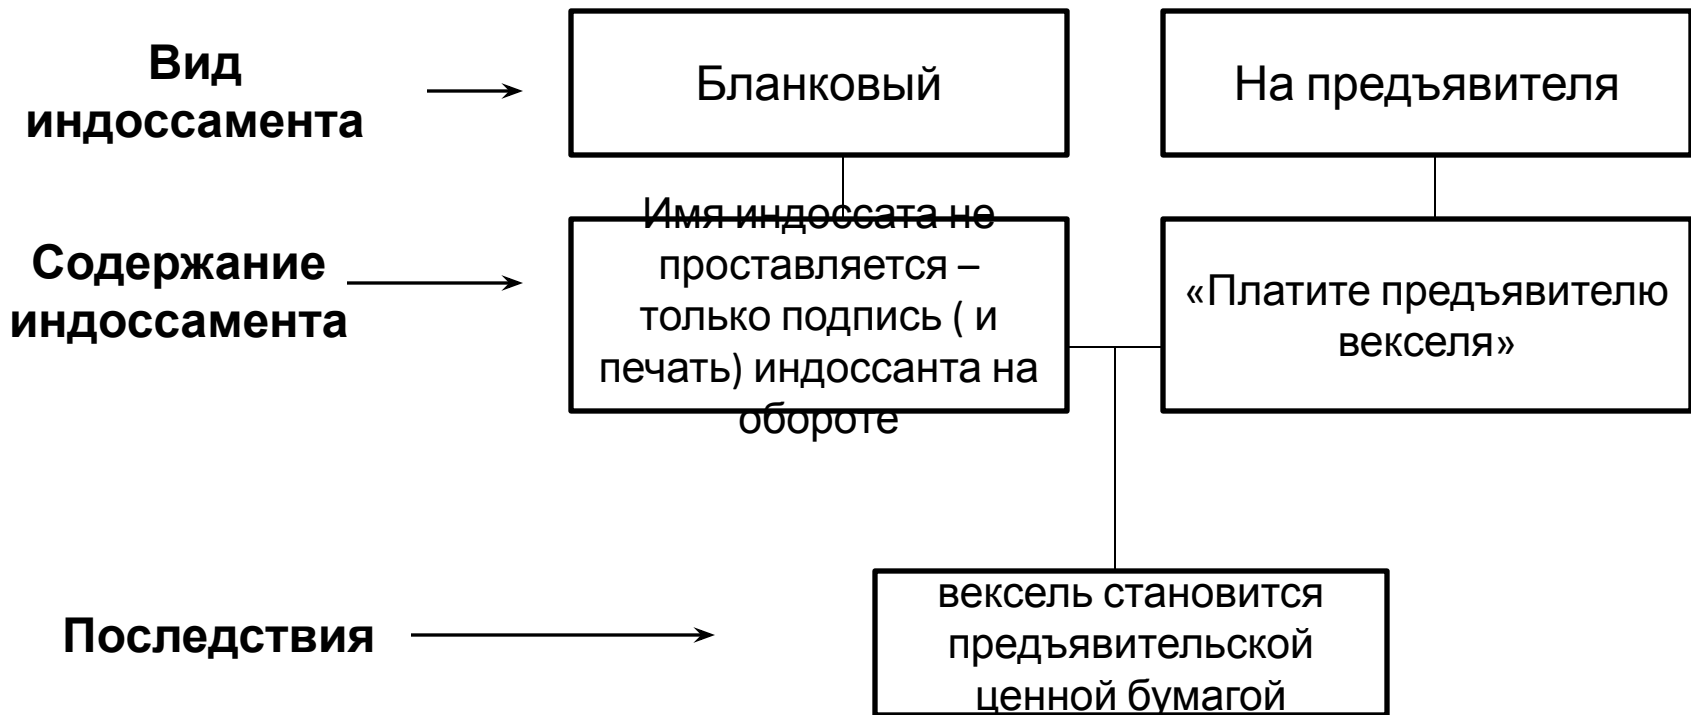 Вид
индоссамента
Бланковый
На предъявителя
Содержание
индоссамента
Имя индоссата не
проставляется –
только подпись ( и
печать) индоссанта на
обороте
«Платите предъявителю
векселя»
Последствия
вексель становится
предъявительской
ценной бумагой